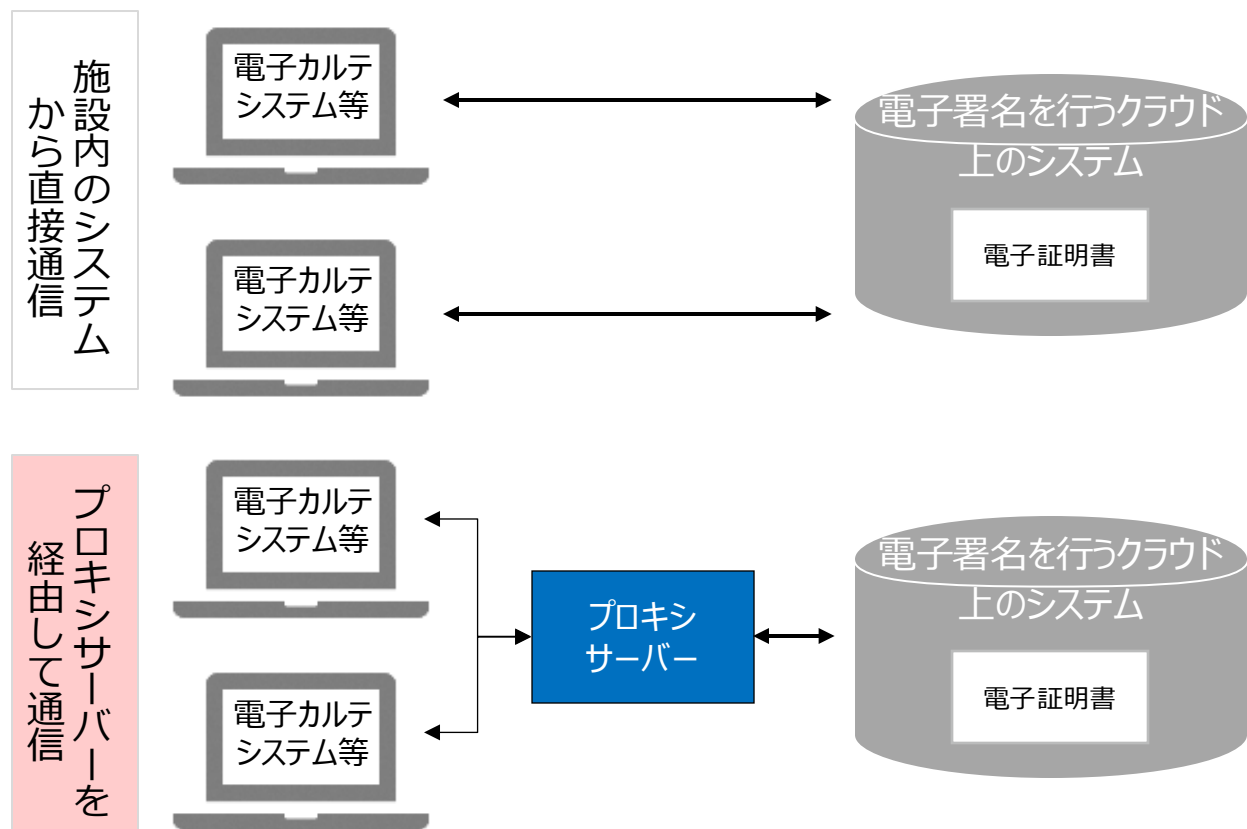 施設内のシステム
から直接通信
電子カルテ
システム等
電子カルテ
システム等
電子署名を行うクラウド
上のシステム
電子証明書
プロキシサーバーを
経由して通信
電子カルテ
システム等
電子カルテ
システム等
プロキシ
サーバー
電子署名を行うクラウド
上のシステム
電子証明書